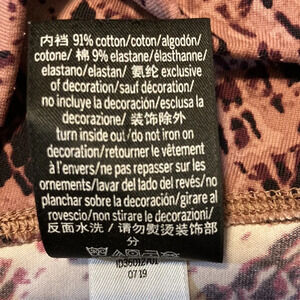 内裆 91% cotton/coton/algodón/
cotone/ 棉 9% elastane/élasthanne/
elastano/elastan/ 氨纶 exclusive
of decoration/sauf décoration/
no incluye la decoración/esclusa la
decorazione/ 装饰除外
turn inside out/ do not iron on
decoration/retourner le vêtement
à l'envers/ne pas repasser sur les
ornements/lavar del lado del revés/no
planchar sobre la decoración/girare al
rovescio/non stirare le decorazioni/
反面水洗 / 请勿熨烫装饰部
分
ID36012701
07 19